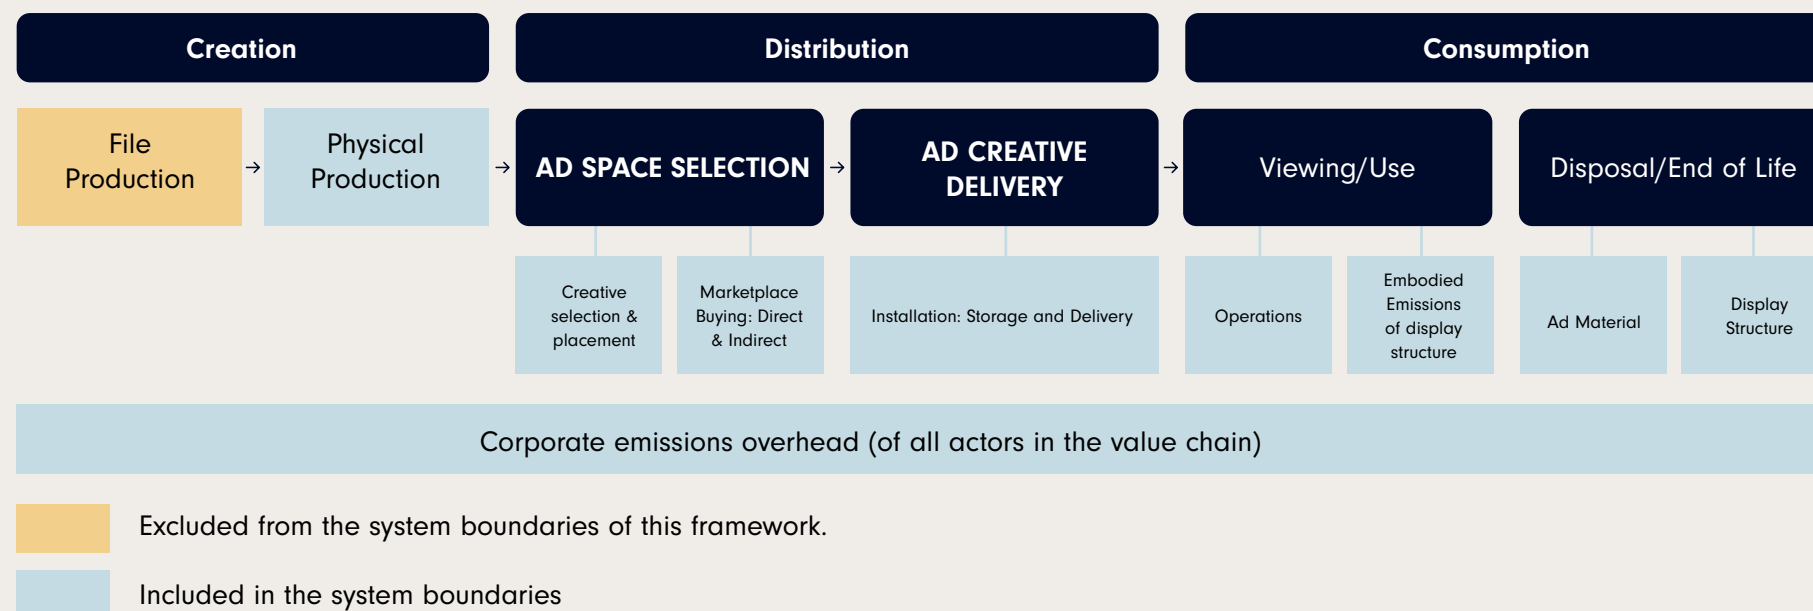 Creation
Distribution
Consumption
File
Production
Physical
Production
AD SPACE SELECTION
AD CREATIVE
DELIVERY
Viewing/Use
Disposal/End of Life
Creative
selection &
placement
Marketplace
Buying: Direct
& Indirect
Installation: Storage and Delivery
Operations
Embodied
Emissions
of display
structure
Ad Material
Display
Structure
Corporate emissions overhead (of all actors in the value chain)
Excluded from the system boundaries of this framework.
Included in the system boundaries